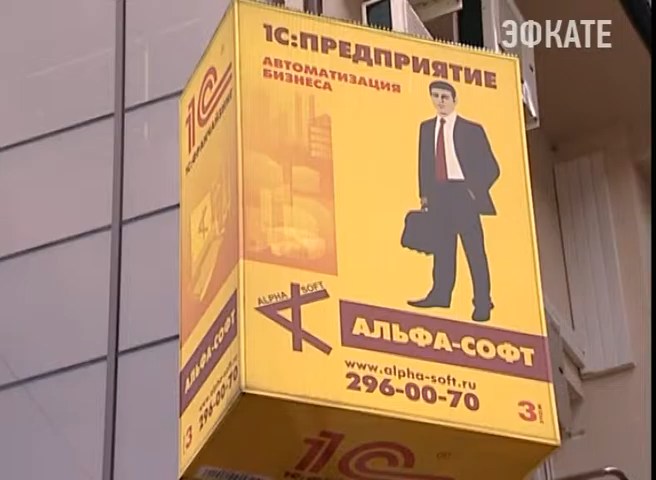 ЭФКАТЕ
1С:ПРЕДПРИЯТИЕ
АВТОМАТИЗАЦИЯ
БИЗНЕСА
ALPHA SOFT
АЛЬФА-СОФТ
www.alpha-soft.ru
296-00-70
3
1С
1С:ФРАНЧАЙЗИНГ
АЛЬФА-СОФТ
296-00-70
3
1С